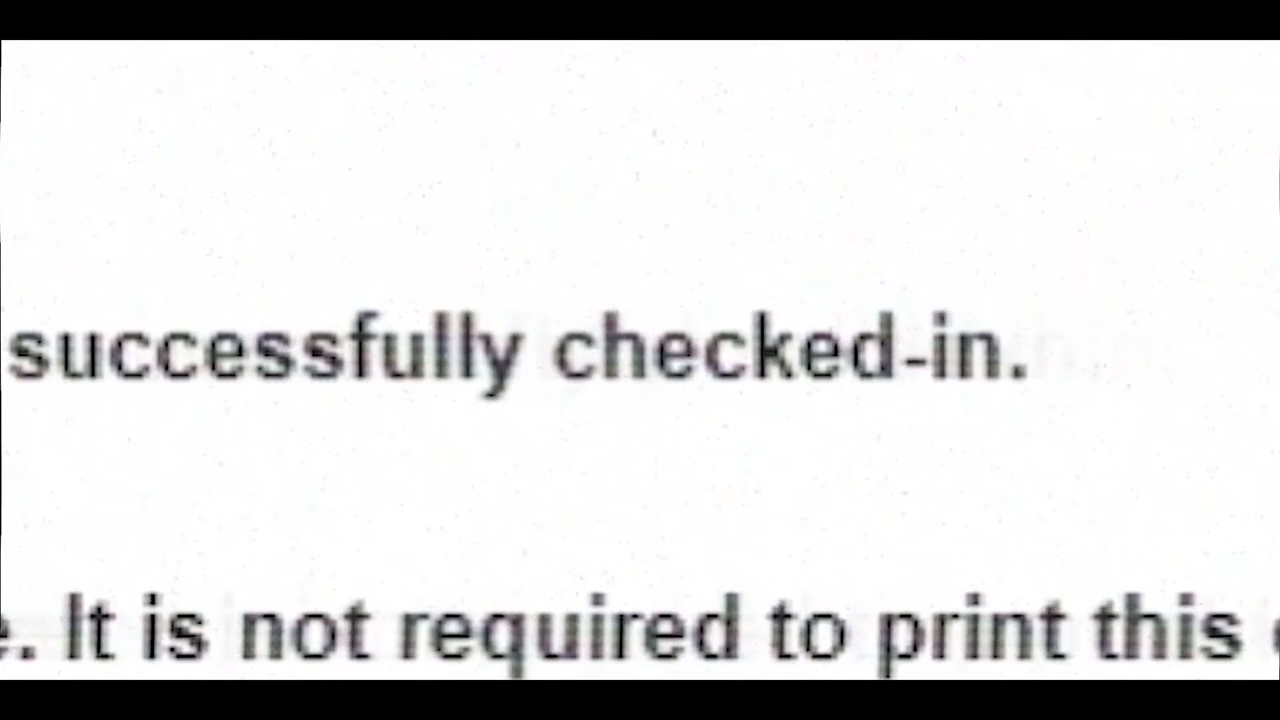 successfully checked-in.
. It is not required to print this